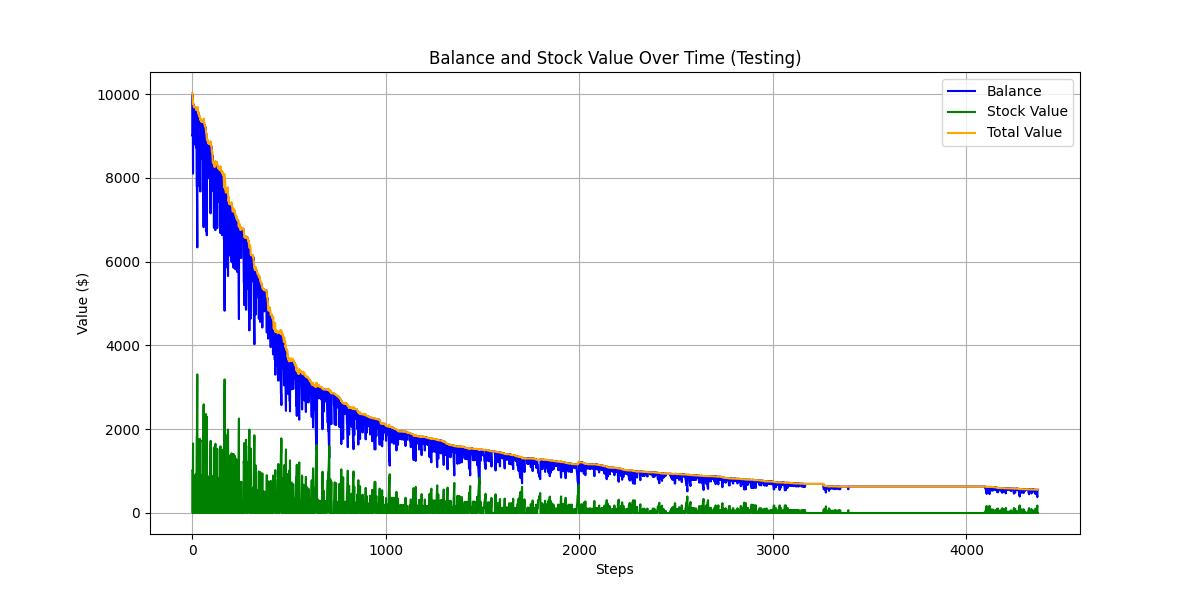 Balance and Stock Value Over Time (Testing)
Balance
Stock Value
Total Value
10000
8000
6000
4000
2000
0
Value ($)
0 1000 2000 3000 4000
Steps